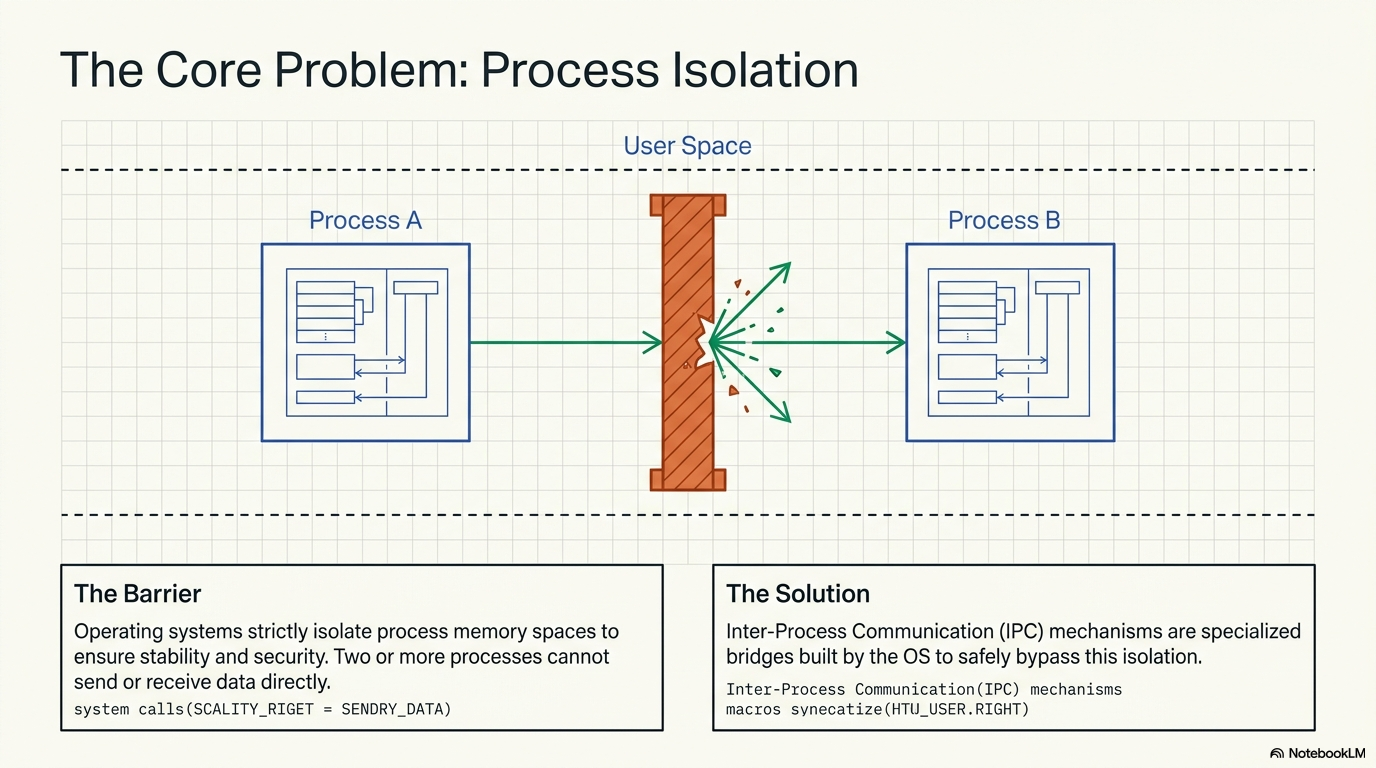 The Core Problem: Process Isolation
User Space
Process A
Process B
The Barrier
Operating systems strictly isolate process memory spaces to
ensure stability and security. Two or more processes cannot
send or receive data directly.
system calls(SCALITY_RIGET = SENDRY_DATA)
The Solution
Inter-Process Communication (IPC) mechanisms are specialized
bridges built by the OS to safely bypass this isolation.
Inter-Process Communication(IPC) mechanisms
macros synecatize(HTU_USER.RIGHT)
NotebookLM